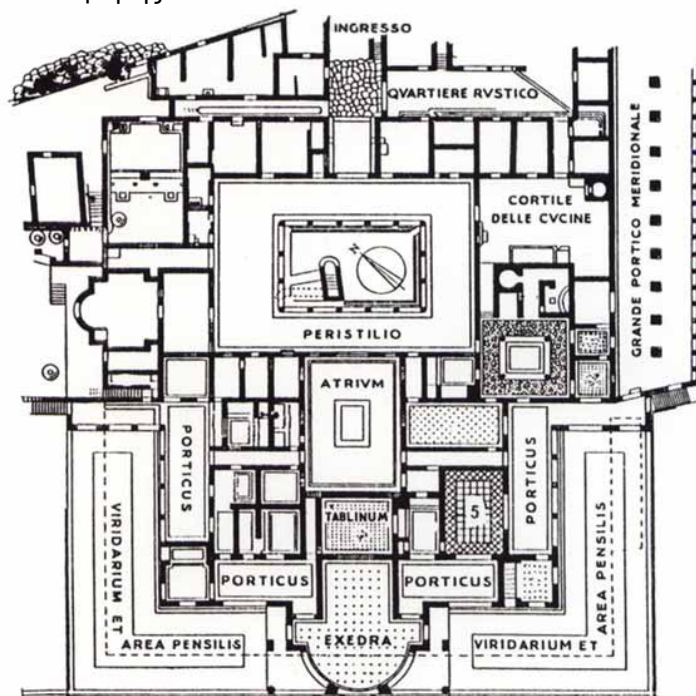 INGRESSO
QVARTIERE RVSTICO
GRANDE PORTICO MERIDIONALE
CORTILE
DELLE CVCINE
N
PERISTILIO
ATRIVM
PORTICUS
PORTICUS
5
TABLINUM
VIRIDARIUM ET
AREA PENSILIS
PORTICUS
PORTICUS
EXEDRA
VIRIDARIUM ET
AREA PENSILIS